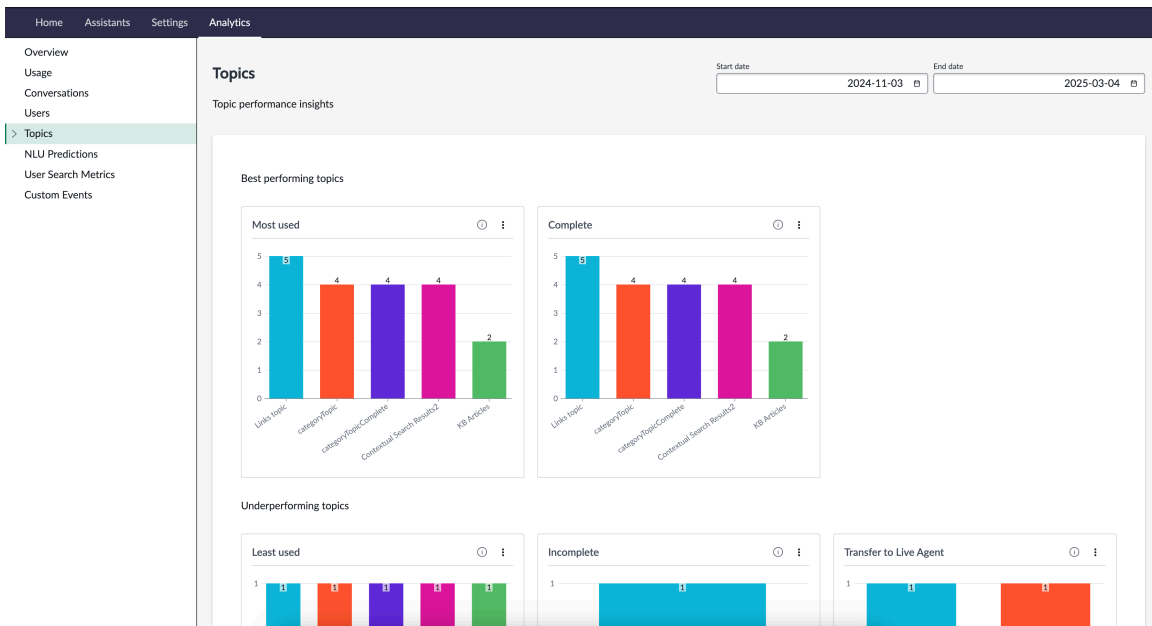 Home Assistants Settings Analytics
Overview
Usage
Conversations
Users
Topics
NLU Predictions
User Search Metrics
Custom Events
Topics
Start date
2024-11-03
End date
2025-03-04
Topic performance insights
Best performing topics
Most used
5
4
3
2
1
0
5
4
4
4
2
Links topic
categoryTopic
categoryTopicComplete
Contextual Search Results2
KB Articles
Complete
5
4
3
2
1
0
5
4
4
4
2
Links topic
categoryTopic
categoryTopicComplete
Contextual Search Results2
KB Articles
Underperforming topics
Least used
1
1
1
1
1
1
Incomplete
1
1
Transfer to Live Agent
1
1
1